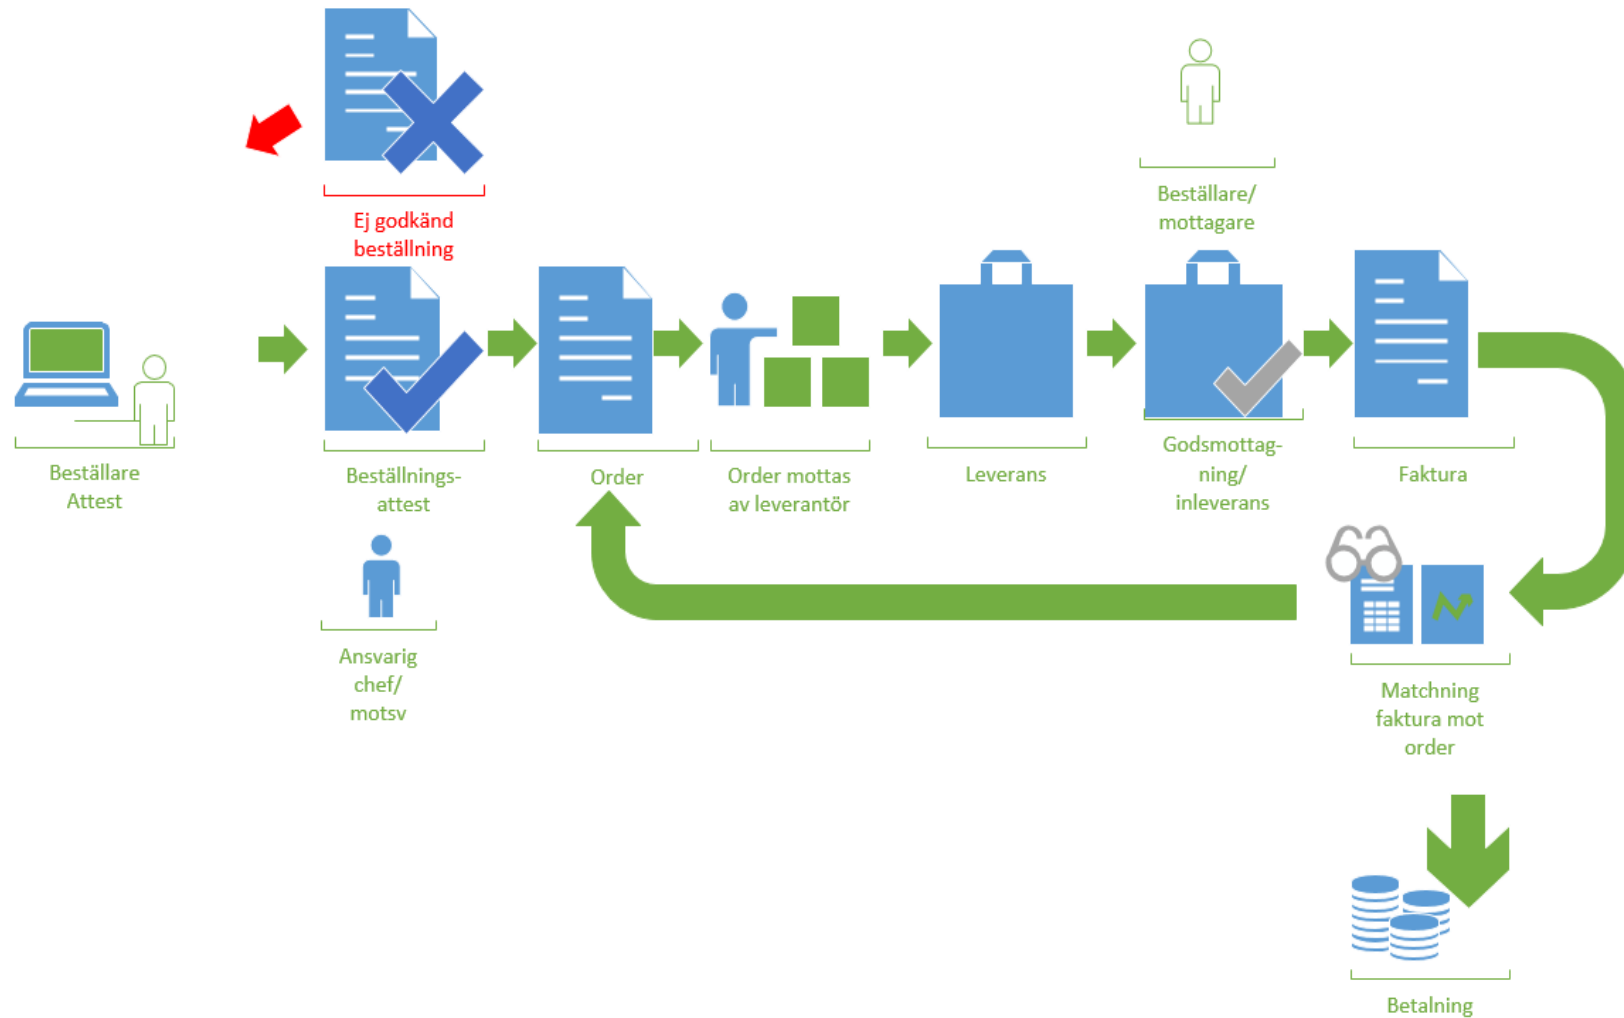 Ej godkänd
beställning
Beställare/
mottagare
Beställare
Attest
Beställnings-
attest
Order
Order mottas
av leverantör
Leverans
Godsmottag-
ning/
inleverans
Faktura
Ansvarig
chef/
motsv
Matchning
faktura mot
order
Betalning